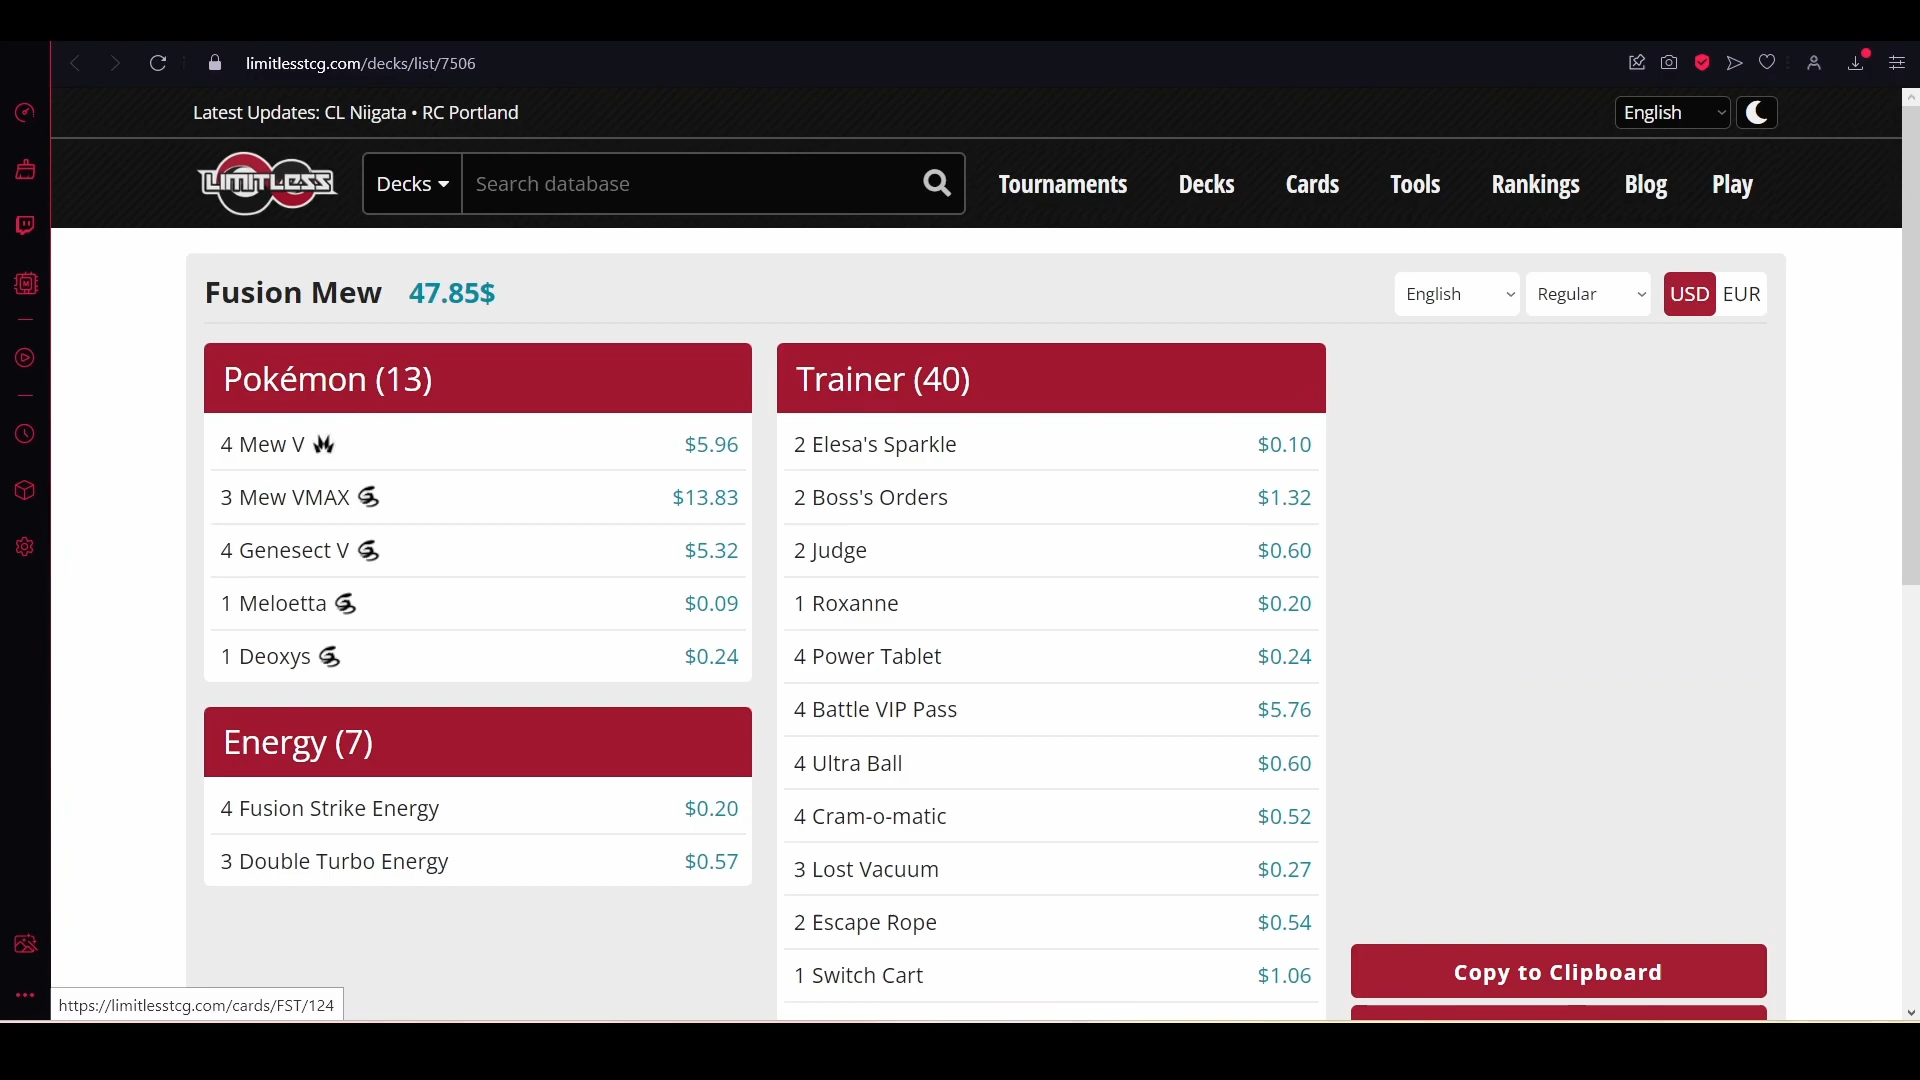 limitlesstcg.com/decks/list/7506
Latest Updates: CL Niigata • RC Portland
English
LIMITLESS
Decks
Search database
Tournaments
Decks
Cards
Tools
Rankings
Blog
Play
Fusion Mew 47.85$
English
Regular
USD
EUR
Pokémon (13)
4 Mew V $5.96
3 Mew VMAX $13.83
4 Genesect V $5.32
1 Meloetta $0.09
1 Deoxys $0.24
Energy (7)
4 Fusion Strike Energy $0.20
3 Double Turbo Energy $0.57
Trainer (40)
2 Elesa's Sparkle $0.10
2 Boss's Orders $1.32
2 Judge $0.60
1 Roxanne $0.20
4 Power Tablet $0.24
4 Battle VIP Pass $5.76
4 Ultra Ball $0.60
4 Cram-o-matic $0.52
3 Lost Vacuum $0.27
2 Escape Rope $0.54
1 Switch Cart $1.06
Copy to Clipboard
https://limitlesstcg.com/cards/FST/124